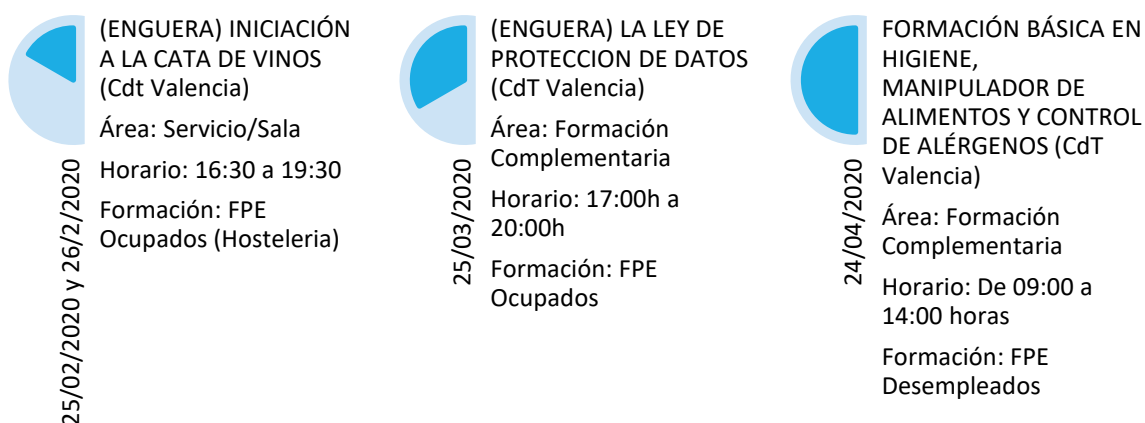 25/02/2020 y 26/2/2020
(ENGUERA) INICIACIÓN
A LA CATA DE VINOS
(Cdt Valencia)
Área: Servicio/Sala
Horario: 16:30 a 19:30
Formación: FPE
Ocupados (Hosteleria)
25/03/2020
(ENGUERA) LA LEY DE
PROTECCION DE DATOS
(CdT Valencia)
Área: Formación
Complementaria
Horario: 17:00h a
20:00h
Formación: FPE
Ocupados
24/04/2020
FORMACIÓN BÁSICA EN
HIGIENE,
MANIPULADOR DE
ALIMENTOS Y CONTROL
DE ALÉRGENOS (CdT
Valencia)
Área: Formación
Complementaria
Horario: De 09:00 a
14:00 horas
Formación: FPE
Desempleados